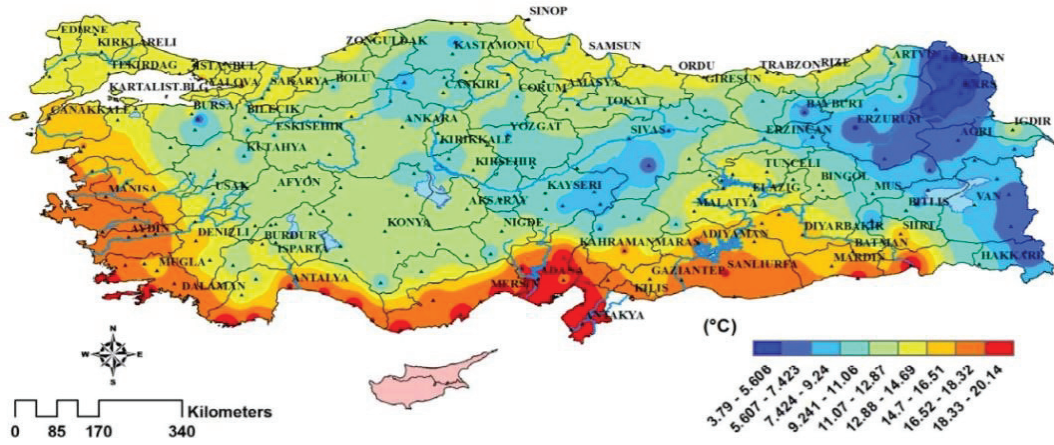 SINOP
EDIRNE
KIRKLARELI
ZONGULDAK
KASTAMONU
ARTVIN
TEKIRDAG
ISTANBUL
SAMSUN
ORDU
TRABZON
RIZE
YALOVA
SAKARYA
BOLU
CANKIRI
CORUM
AMASYA
GIRESUN
KARTALIST.BLG
KARS
CANAKKALE
BURSA
BILECIK
TOKAT
BAYBURT
ERZURUM
IGDIR
ESKISEHIR
ANKARA
YOZGAT
SIVAS
ERZINCAN
AGRI
KUTAHYA
KIRIKKALE
KIRSEHIR
TUNCELI
MANISA
USAK
AFYON
KAYSERI
ELAZIG
BINGOL
MUS
VAN
AKSARAY
MALATYA
BITLIS
AYDIN
DENIZLI
BURDUR
KONYA
NIGDE
DIYARBAKIR
SIIRT
ISPARTA
KAHRAMANMARAS
ADIYAMAN
BATMAN
MUGLA
HAKKARI
DALAMAN
ANTALYA
MERSIN
ADANA
GAZIANTEP
SANLIURFA
MARDIN
KILIS
ANTAKYA
(°C)
N
W E
S
3.79 - 5.606
5.607 - 7.423
7.424 - 9.24
9.241 - 11.06
11.07 - 12.87
12.88 - 14.69
14.7 - 16.51
16.52 - 18.32
18.33 - 20.14
Kilometers
0 85 170 340